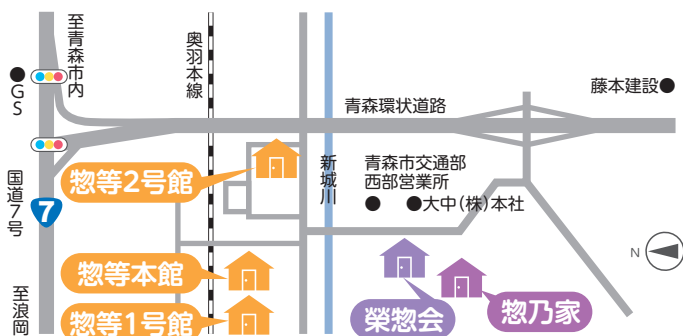 至青森市内
GS
国道7号
7
至浪岡
奥羽本線
青森環状道路
藤本建設
新城川
青森市交通部
西部営業所
大中(株)本社
惣等2号館
惣等本館
惣等1号館
榮惣会
惣乃家
N